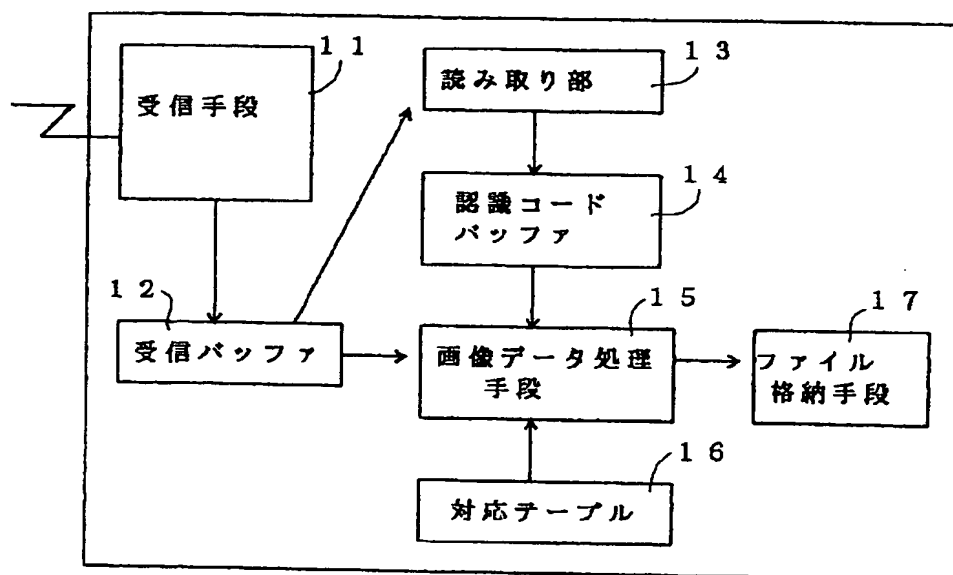 11
受信手段
13
読み取り部
14
認識コード
バッファ
12
受信バッファ
15
画像データ処理
手段
17
ファイル
格納手段
16
対応テーブル